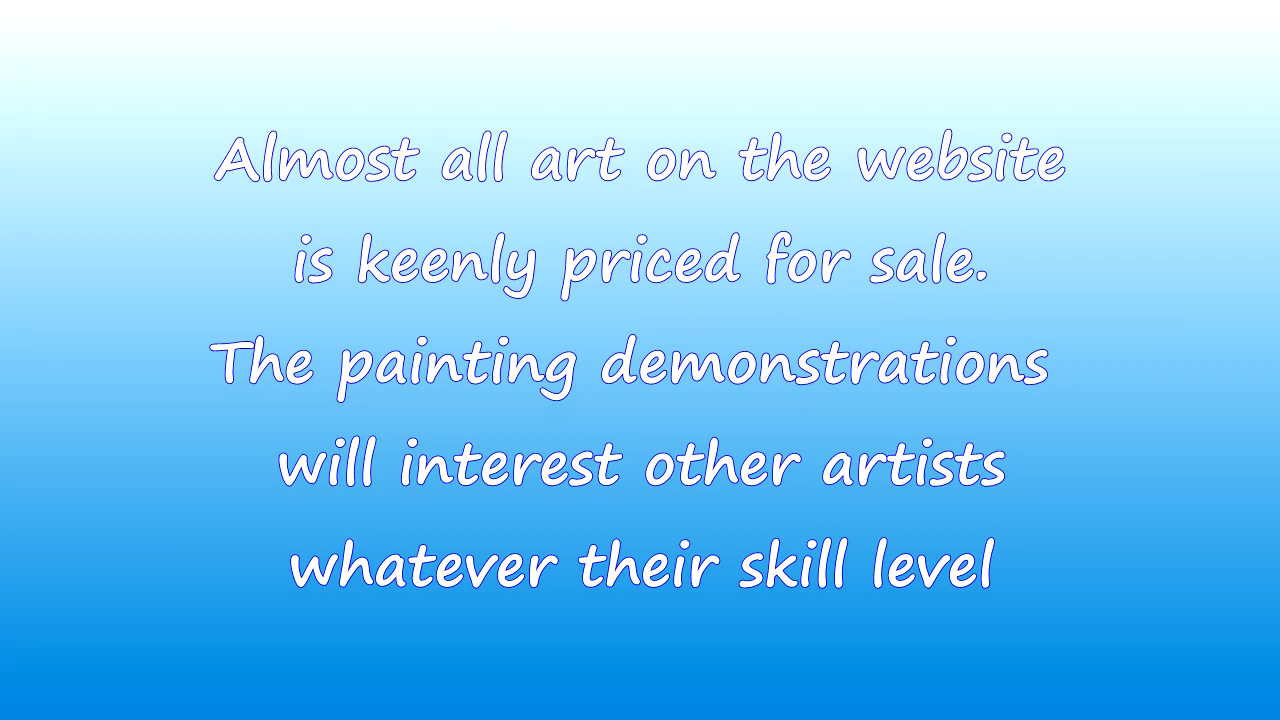 Almost all art on the website
is keenly priced for sale.
The painting demonstrations
will interest other artists
whatever their skill level